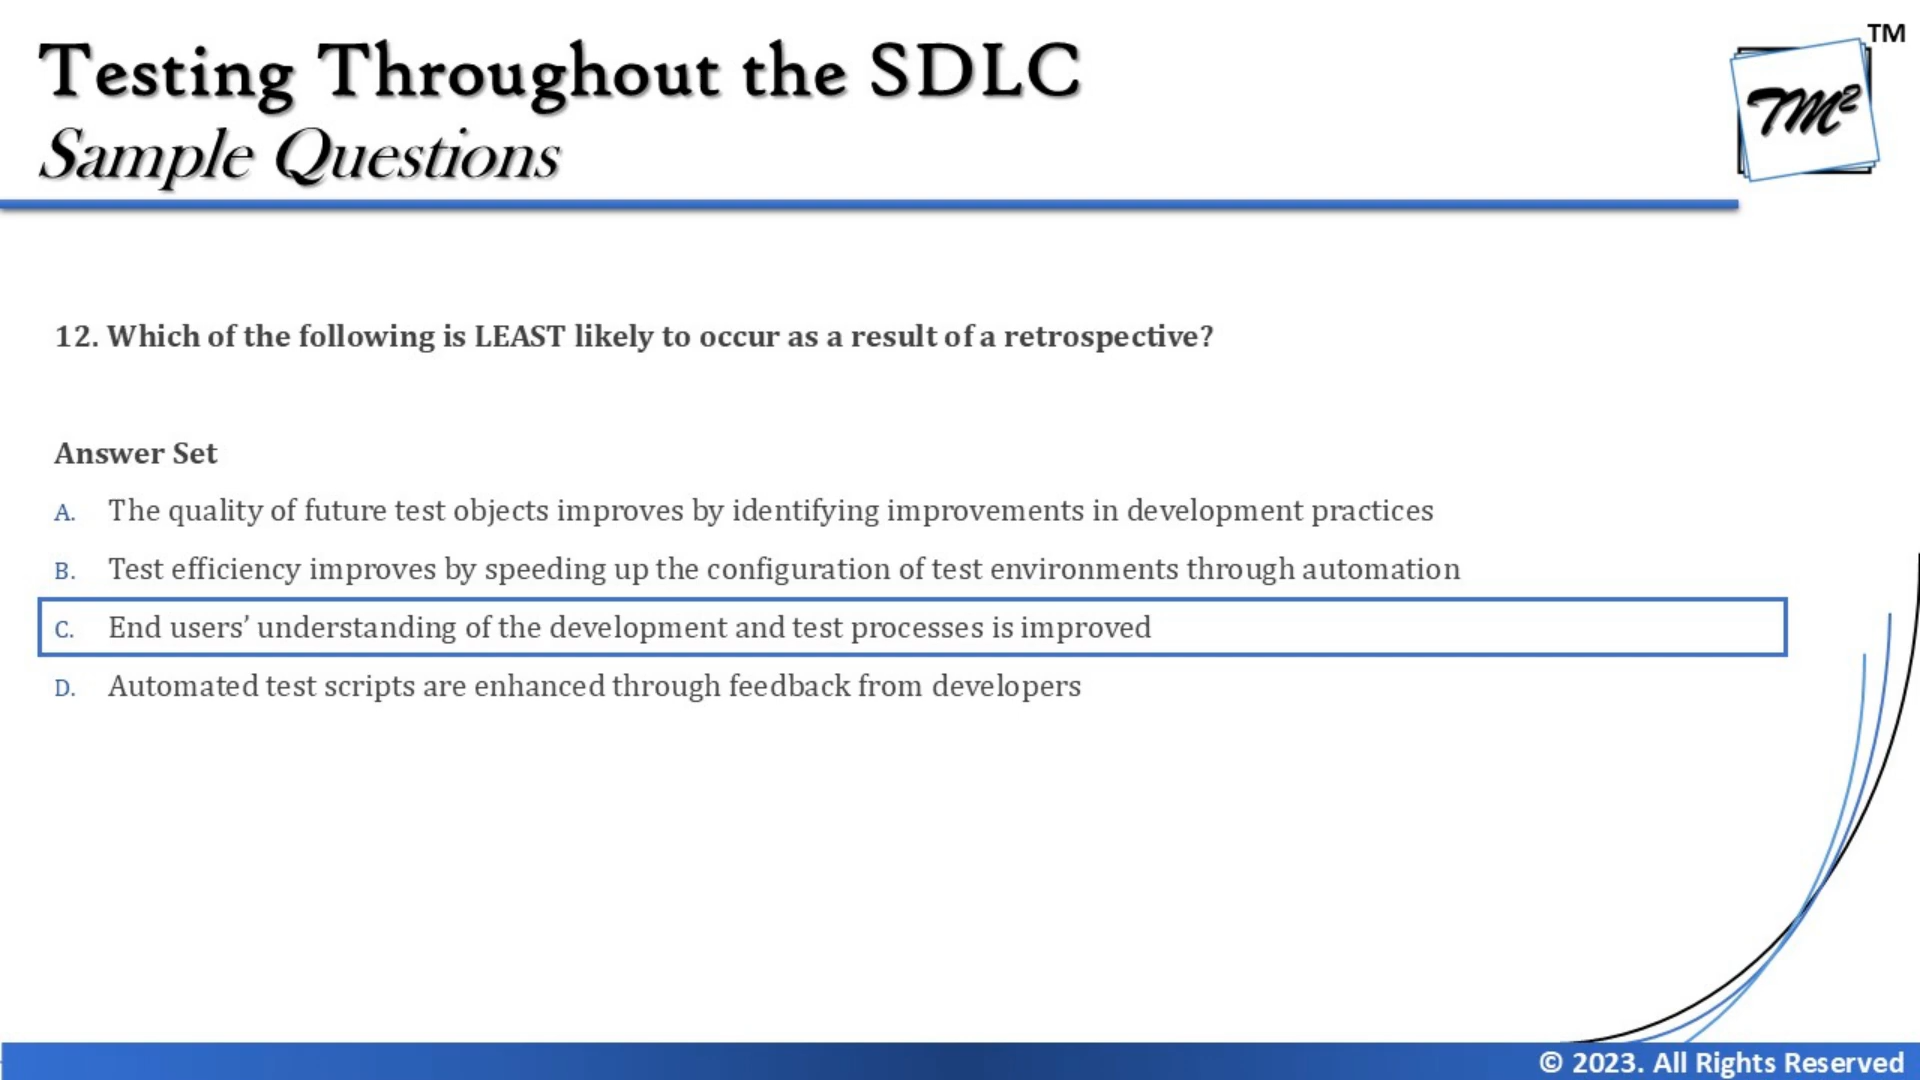 Testing Throughout the SDLC
Sample Questions
TM
TM²
12. Which of the following is LEAST likely to occur as a result of a retrospective?
Answer Set
A. The quality of future test objects improves by identifying improvements in development practices
B. Test efficiency improves by speeding up the configuration of test environments through automation
C. End users’ understanding of the development and test processes is improved
D. Automated test scripts are enhanced through feedback from developers
© 2023. All Rights Reserved